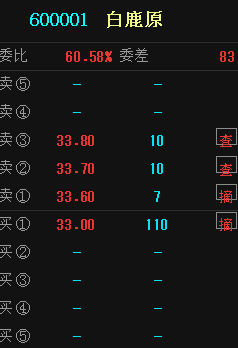 600001 白鹿原
委比 60.58% 委差 83
卖⑤ － －
卖④ － －
卖③ 33.80 10 查
卖② 33.70 10 查
卖① 33.60 7 摘
买① 33.00 110 摘
买② － －
买③ － －
买④ － －
买⑤ － －